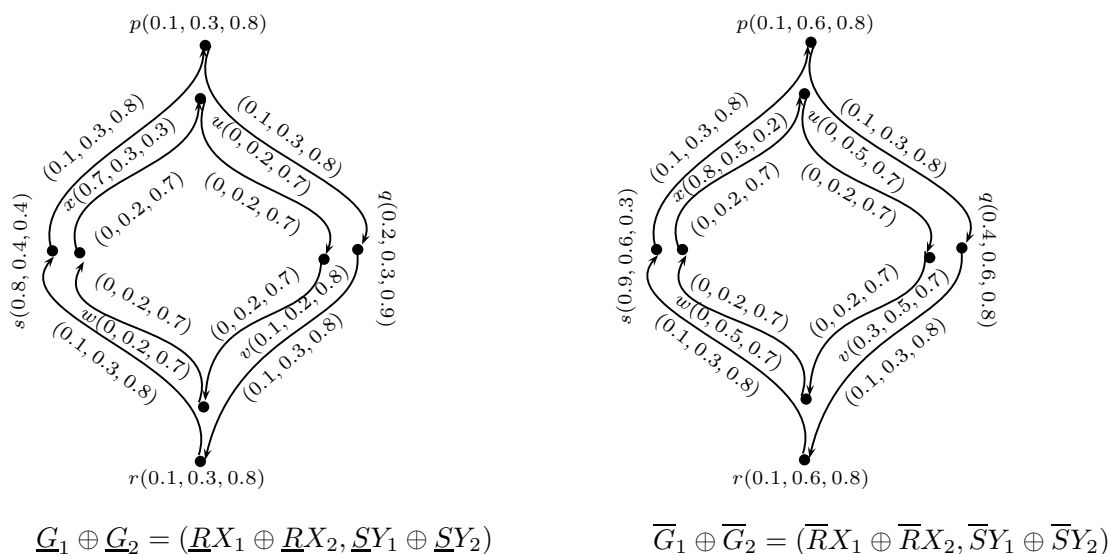 p(0.1, 0.3, 0.8)
(0.1, 0.3, 0.8)
(0.1, 0.3, 0.8)
u(0, 0.2, 0.7)
x(0.7, 0.3, 0.3)
(0, 0.2, 0.7)
(0, 0.2, 0.7)
s(0.8, 0.4, 0.4)
q(0.2, 0.3, 0.9)
(0, 0.2, 0.7)
(0, 0.2, 0.7)
w(0, 0.2, 0.7)
v(0.1, 0.2, 0.8)
(0.1, 0.3, 0.8)
(0.1, 0.3, 0.8)
r(0.1, 0.3, 0.8)
<u>G</u>₁ ⊕ <u>G</u>₂ = (<u>R</u>X₁ ⊕ <u>R</u>X₂, <u>S</u>Y₁ ⊕ <u>S</u>Y₂)
p(0.1, 0.6, 0.8)
(0.1, 0.3, 0.8)
(0.1, 0.3, 0.8)
u(0, 0.5, 0.7)
x(0.8, 0.5, 0.2)
(0, 0.2, 0.7)
(0, 0.2, 0.7)
s(0.9, 0.6, 0.3)
q(0.4, 0.6, 0.8)
(0, 0.2, 0.7)
(0, 0.2, 0.7)
w(0, 0.5, 0.7)
v(0.3, 0.5, 0.7)
(0.1, 0.3, 0.8)
(0.1, 0.3, 0.8)
r(0.1, 0.6, 0.8)
G̅₁ ⊕ G̅₂ = (R̅X₁ ⊕ R̅X₂, S̅Y₁ ⊕ S̅Y₂)